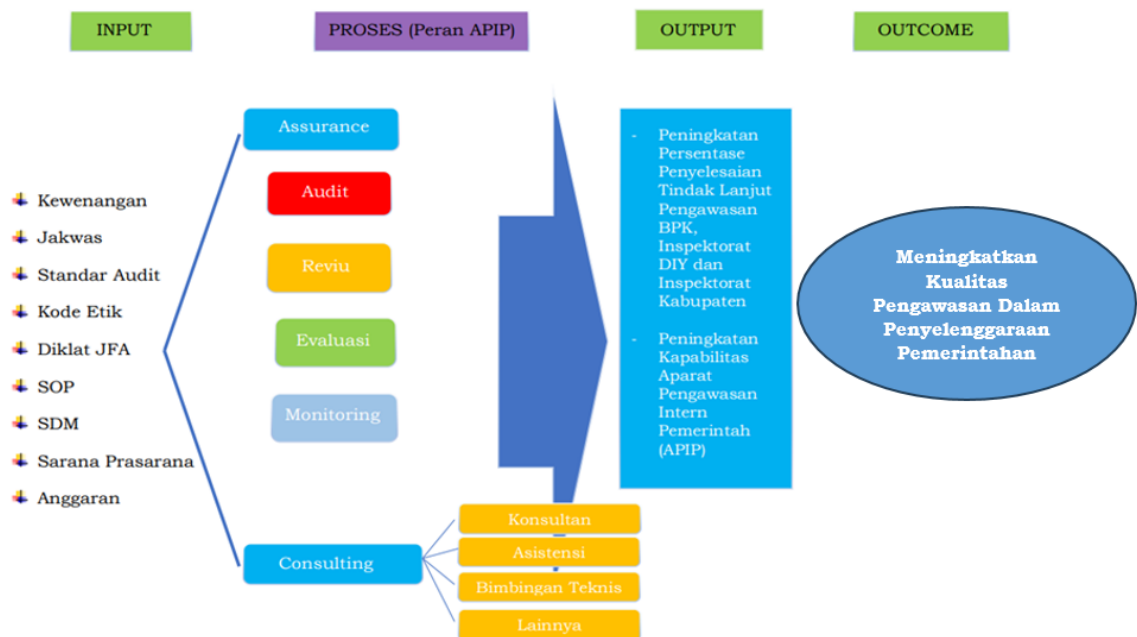 INPUT
PROSES (Peran APIP)
OUTPUT
OUTCOME
Kewenangan
Jakwas
Standar Audit
Kode Etik
Diklat JFA
SOP
SDM
Sarana Prasarana
Anggaran
Assurance
Audit
Reviu
Evaluasi
Monitoring
Consulting
Konsultan
Asistensi
Bimbingan Teknis
Lainnya
- Peningkatan
Persentase
Penyelesaian
Tindak Lanjut
Pengawasan
BPK,
Inspektorat
DIY dan
Inspektorat
Kabupaten
- Peningkatan
Kapabilitas
Aparat
Pengawasan
Intern
Pemerintah
(APIP)
Meningkatkan
Kualitas
Pengawasan Dalam
Penyelenggaraan
Pemerintahan